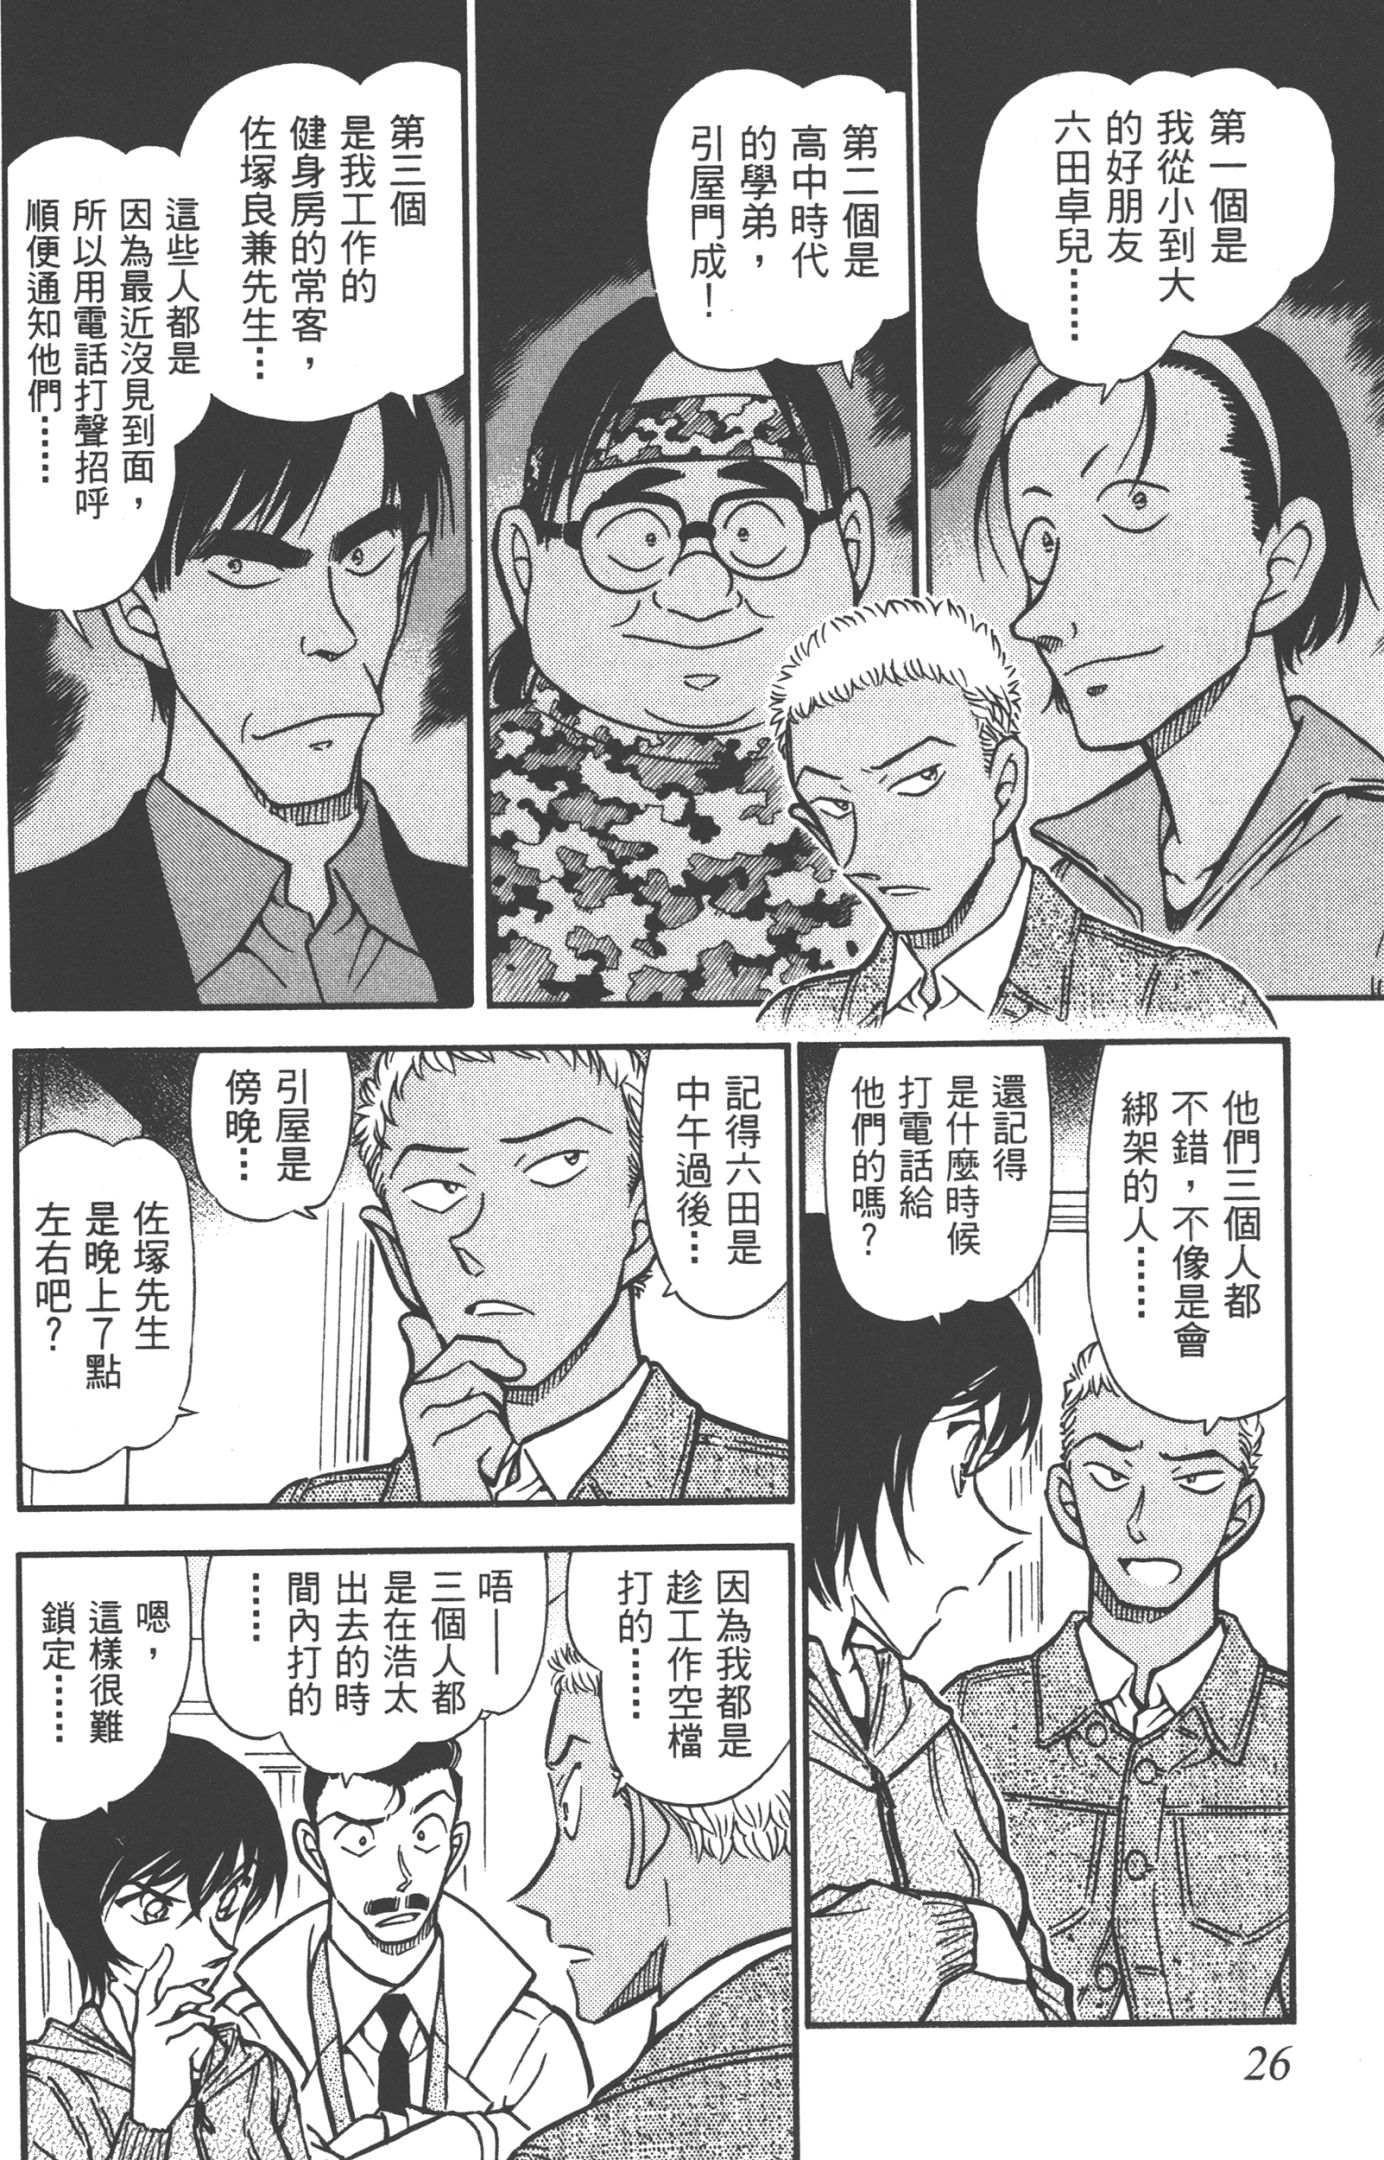 第一個是
我從小到大
的好朋友
六田卓兒……
第二個是
高中時代
的學弟，
引屋門成！
第三個
是我工作的
健身房的常客，
佐塚良兼先生…
這些人都是
因為最近沒見到面，
所以用電話打聲招呼
順便通知他們……
他們三個人都
不錯，不像是會
綁架的人……
還記得
是什麼時候
打電話給
他們的嗎？
記得六田是
中午過後…
引屋是
傍晚…
佐塚先生
是晚上7點
左右吧？
因為我都是
趁工作空檔
打的……
唔——
三個人都
是在浩太
出去的時
間內打的
……
嗯，
這樣很難
鎖定……
26